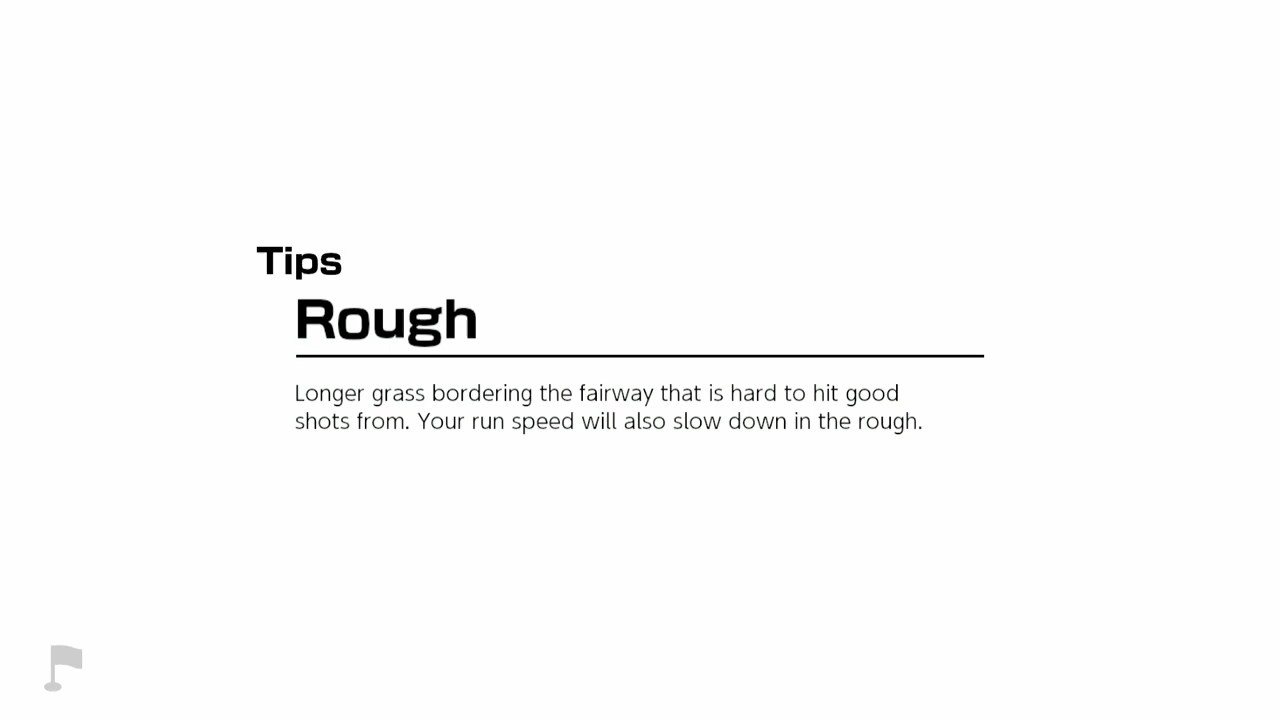 Tips
Rough
Longer grass bordering the fairway that is hard to hit good
shots from. Your run speed will also slow down in the rough.